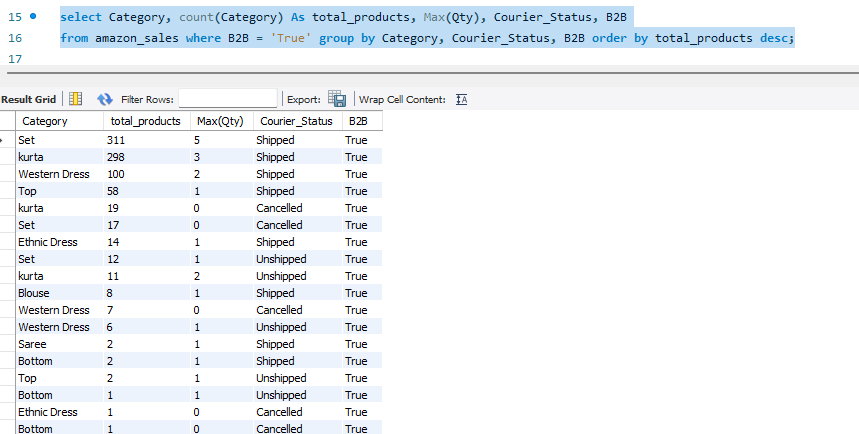 15 select Category, count(Category) As total_products, Max(Qty), Courier_Status, B2B
16 from amazon_sales where B2B = 'True' group by Category, Courier_Status, B2B order by total_products desc;
17
Result Grid Filter Rows: Export: Wrap Cell Content:
Category total_products Max(Qty) Courier_Status B2B
Set 311 5 Shipped True
kurta 298 3 Shipped True
Western Dress 100 2 Shipped True
Top 58 1 Shipped True
kurta 19 0 Cancelled True
Set 17 0 Cancelled True
Ethnic Dress 14 1 Shipped True
Set 12 1 Unshipped True
kurta 11 2 Unshipped True
Blouse 8 1 Shipped True
Western Dress 7 0 Cancelled True
Western Dress 6 1 Unshipped True
Saree 2 1 Shipped True
Bottom 2 1 Shipped True
Top 2 1 Unshipped True
Bottom 1 1 Unshipped True
Ethnic Dress 1 0 Cancelled True
Bottom 1 0 Cancelled True